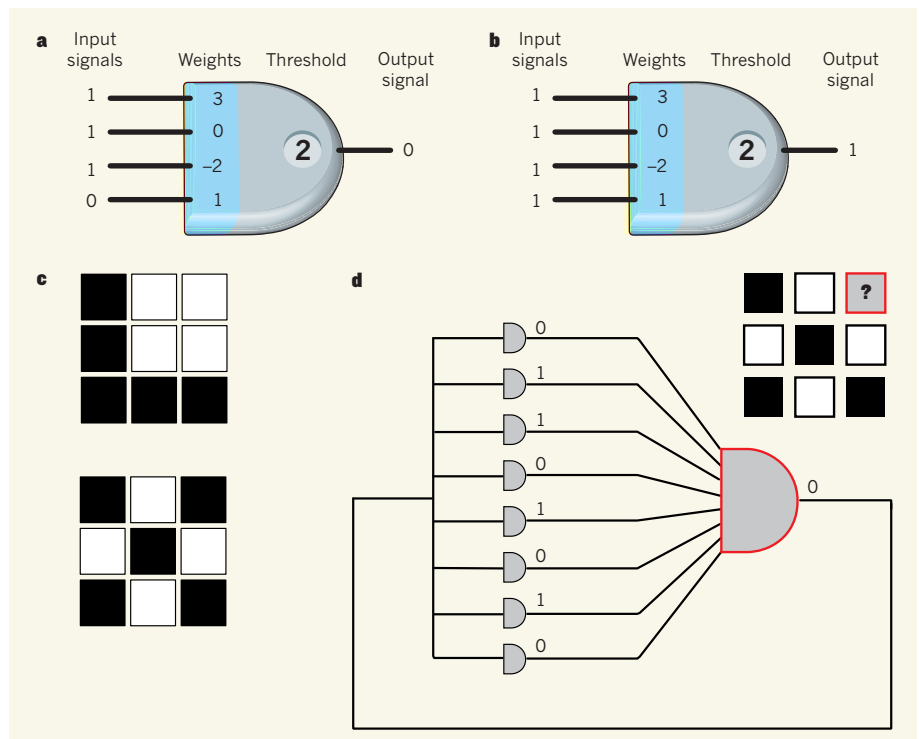 a
Input
signals
Weights
Threshold
Output
signal
1
3
1
0
2
0
1
–2
0
1
b
Input
signals
Weights
Threshold
Output
signal
1
3
1
0
2
1
1
–2
1
1
c
d
?
0
1
1
0
1
0
1
0
0